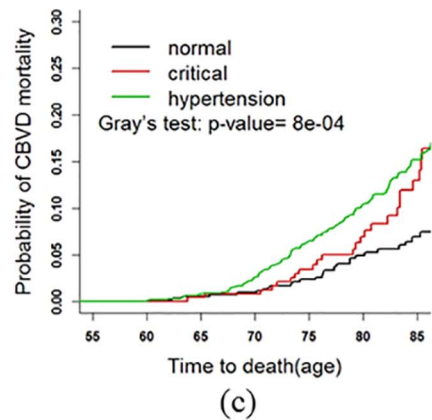 0.30
0.25
0.20
0.15
0.10
0.05
0.00
Probability of CBVD mortality
normal
critical
hypertension
Gray's test: p-value= 8e-04
55 60 65 70 75 80 85
Time to death(age)
(c)